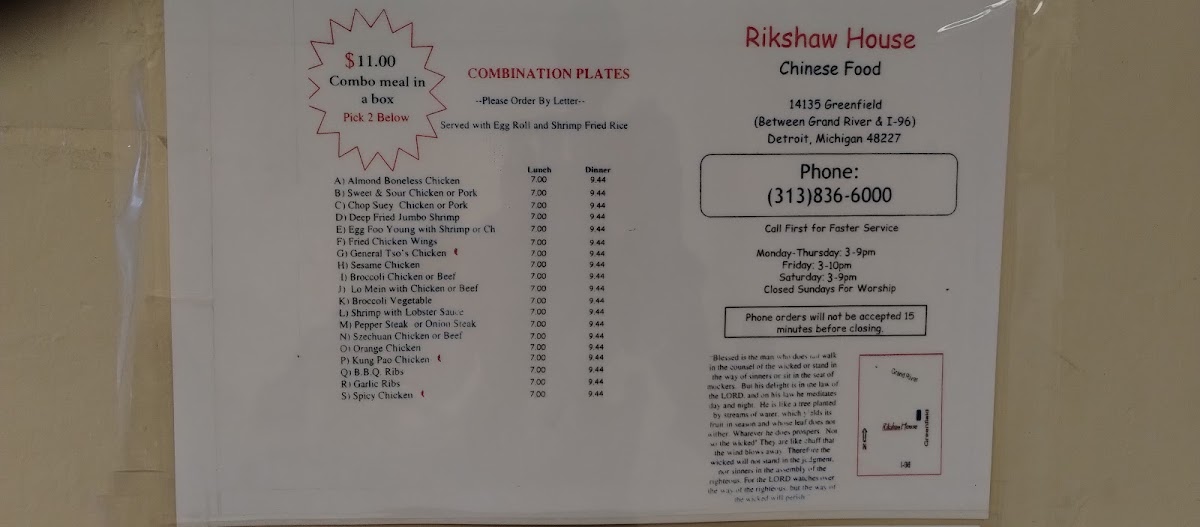 $11.00
Combo meal in
a box
Pick 2 Below
COMBINATION PLATES
--Please Order By Letter--
Served with Egg Roll and Shrimp Fried Rice
Lunch Dinner
A) Almond Boneless Chicken 7.00 9.44
B) Sweet & Sour Chicken or Pork 7.00 9.44
C) Chop Suey Chicken or Pork 7.00 9.44
D) Deep Fried Jumbo Shrimp 7.00 9.44
E) Egg Foo Young with Shrimp or Ch 7.00 9.44
F) Fried Chicken Wings 7.00 9.44
G) General Tso's Chicken 7.00 9.44
H) Sesame Chicken 7.00 9.44
I) Broccoli Chicken or Beef 7.00 9.44
J) Lo Mein with Chicken or Beef 7.00 9.44
K) Broccoli Vegetable 7.00 9.44
L) Shrimp with Lobster Sauce 7.00 9.44
M) Pepper Steak or Onion Steak 7.00 9.44
N) Szechuan Chicken or Beef 7.00 9.44
O) Orange Chicken 7.00 9.44
P) Kung Pao Chicken 7.00 9.44
Q) B.B.Q. Ribs 7.00 9.44
R) Garlic Ribs 7.00 9.44
S) Spicy Chicken 7.00 9.44
Rikshaw House
Chinese Food
14135 Greenfield
(Between Grand River & I-96)
Detroit, Michigan 48227
Phone:
(313)836-6000
Call First for Faster Service
Monday-Thursday: 3-9pm
Friday: 3-10pm
Saturday: 3-9pm
Closed Sundays For Worship
Phone orders will not be accepted 15
minutes before closing.
"Blessed is the man who does not walk
in the counsel of the wicked or stand in
the way of sinners or sit in the seat of
mockers. But his delight is in the law of
the LORD, and on his law he meditates
day and night. He is like a tree planted
by streams of water, which yields its
fruit in season and whose leaf does not
wither. Whatever he does prospers. Not
so the wicked! They are like chaff that
the wind blows away. Therefore the
wicked will not stand in the judgment,
nor sinners in the assembly of the
righteous. For the LORD watches over
the way of the righteous, but the way of
the wicked will perish.
Grand River
Rikshaw House
Greenfield
I-96